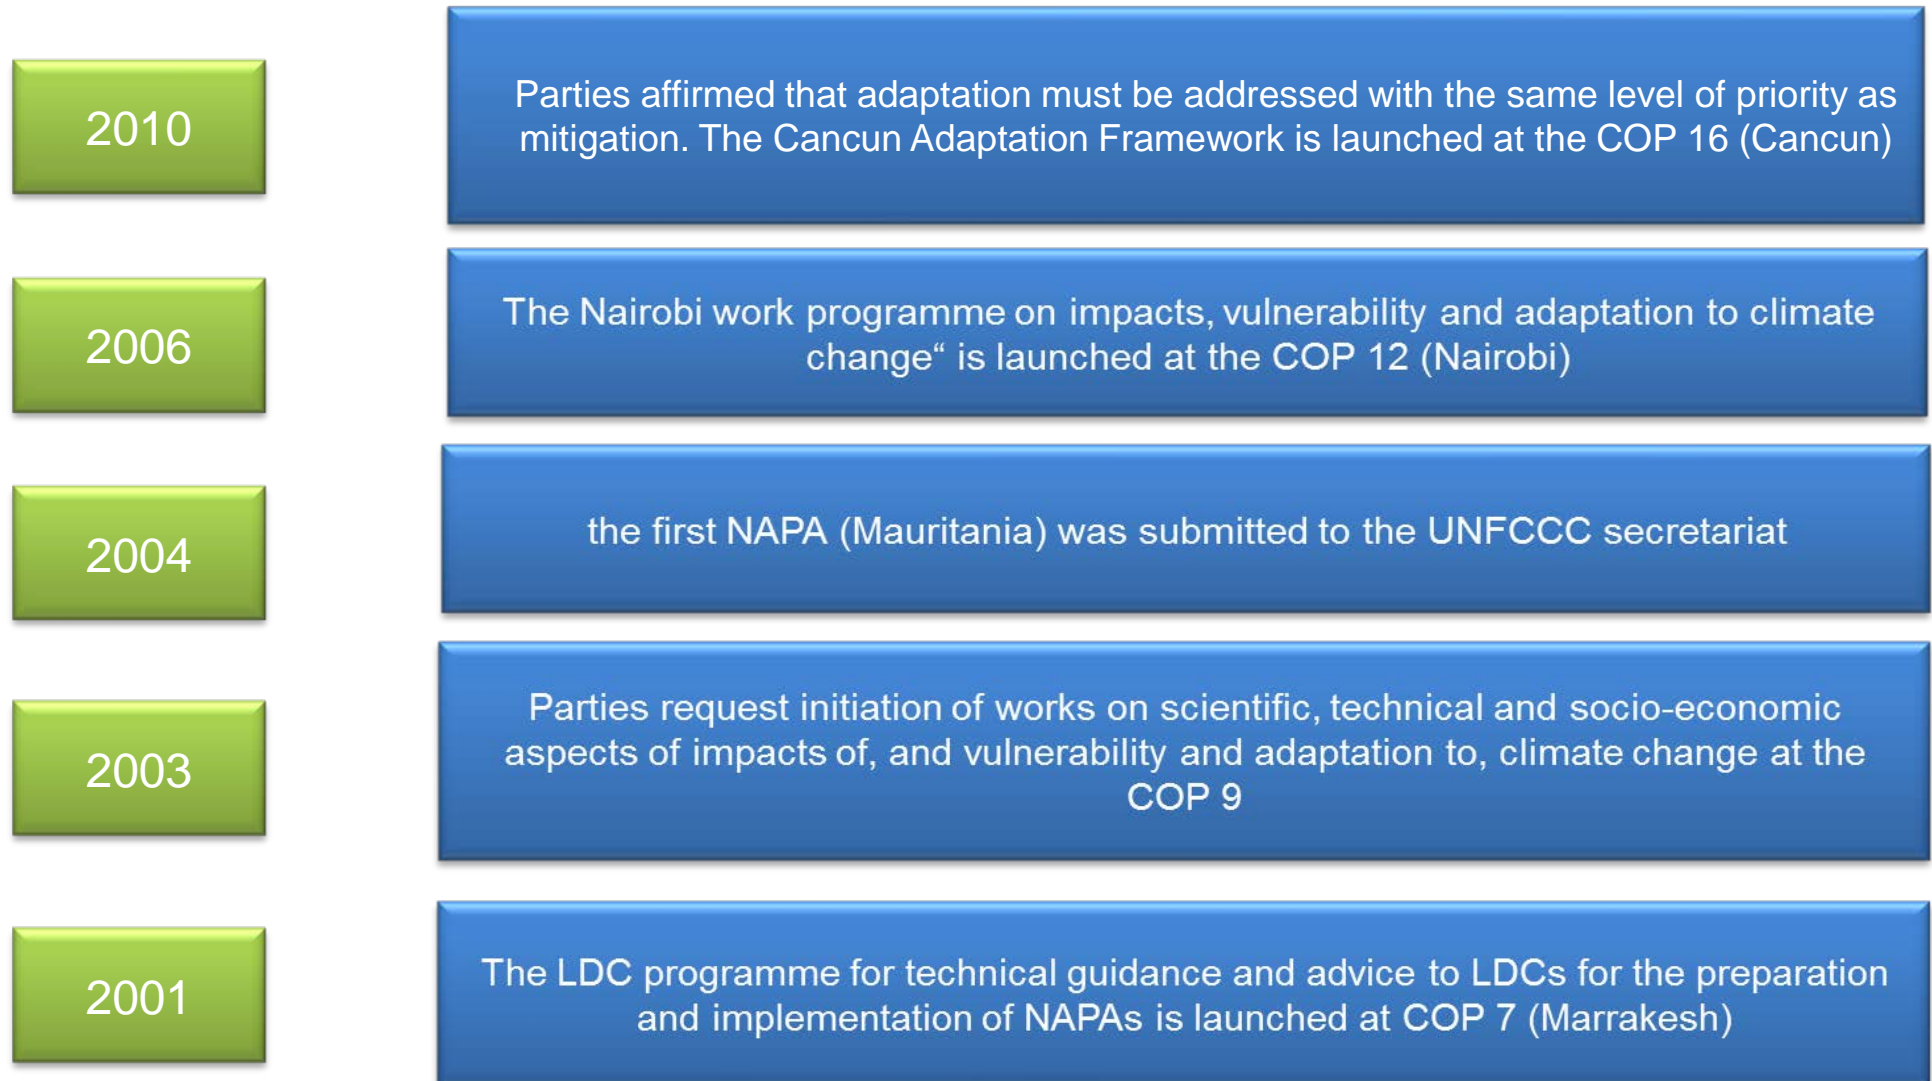 2010
Parties affirmed that adaptation must be addressed with the same level of priority as
mitigation. The Cancun Adaptation Framework is launched at the COP 16 (Cancun)
2006
The Nairobi work programme on impacts, vulnerability and adaptation to climate
change“ is launched at the COP 12 (Nairobi)
2004
the first NAPA (Mauritania) was submitted to the UNFCCC secretariat
2003
Parties request initiation of works on scientific, technical and socio-economic
aspects of impacts of, and vulnerability and adaptation to, climate change at the
COP 9
2001
The LDC programme for technical guidance and advice to LDCs for the preparation
and implementation of NAPAs is launched at COP 7 (Marrakesh)